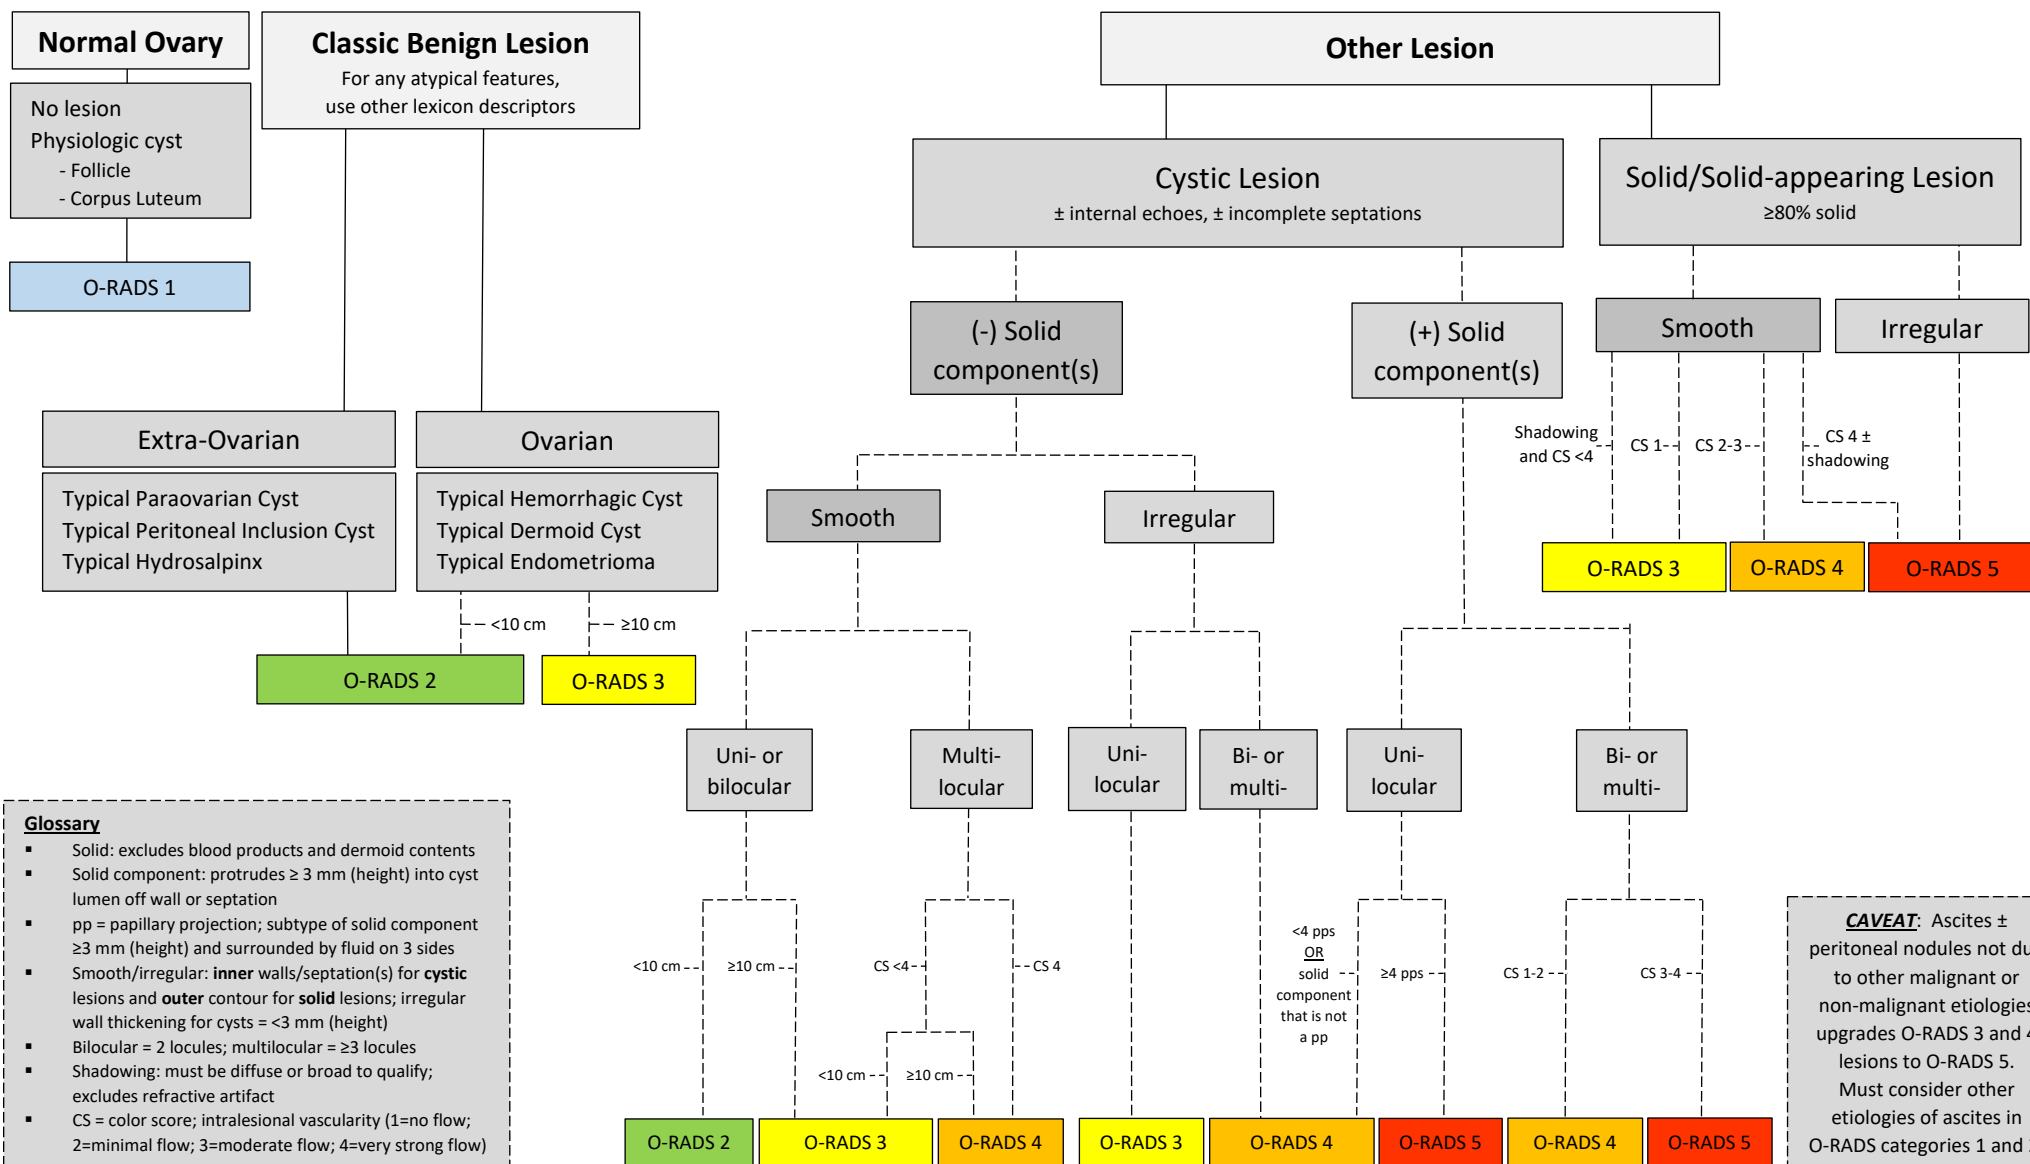 Normal Ovary
No lesion
Physiologic cyst
- Follicle
- Corpus Luteum
O-RADS 1
Classic Benign Lesion
For any atypical features,
use other lexicon descriptors
Extra-Ovarian
Typical Paraovarian Cyst
Typical Peritoneal Inclusion Cyst
Typical Hydrosalpinx
Ovarian
Typical Hemorrhagic Cyst
Typical Dermoid Cyst
Typical Endometrioma
<10 cm
≥10 cm
O-RADS 2
O-RADS 3
Other Lesion
Cystic Lesion
± internal echoes, ± incomplete septations
Solid/Solid-appearing Lesion
≥80% solid
(-) Solid
component(s)
(+) Solid
component(s)
Smooth
Irregular
Shadowing
and CS <4
CS 1
CS 2-3
CS 4 ±
shadowing
O-RADS 3
O-RADS 4
O-RADS 5
Smooth
Irregular
Uni- or
bilocular
Multi-
locular
Uni-
locular
Bi- or
multi-
Uni-
locular
Bi- or
multi-
<10 cm
≥10 cm
CS <4
CS 4
<10 cm
≥10 cm
<4 pps
OR
solid
component
that is not
a pp
≥4 pps
CS 1-2
CS 3-4
O-RADS 2
O-RADS 3
O-RADS 4
O-RADS 3
O-RADS 4
O-RADS 5
O-RADS 4
O-RADS 5
Glossary
▪ Solid: excludes blood products and dermoid contents
▪ Solid component: protrudes ≥ 3 mm (height) into cyst
lumen off wall or septation
▪ pp = papillary projection; subtype of solid component
≥3 mm (height) and surrounded by fluid on 3 sides
▪ Smooth/irregular: inner walls/septation(s) for cystic
lesions and outer contour for solid lesions; irregular
wall thickening for cysts = <3 mm (height)
▪ Bilocular = 2 locules; multilocular = ≥3 locules
▪ Shadowing: must be diffuse or broad to qualify;
excludes refractive artifact
▪ CS = color score; intralesional vascularity (1=no flow;
2=minimal flow; 3=moderate flow; 4=very strong flow)
CAVEAT: Ascites ±
peritoneal nodules not du
to other malignant or
non-malignant etiologies
upgrades O-RADS 3 and 4
lesions to O-RADS 5.
Must consider other
etiologies of ascites in
O-RADS categories 1 and